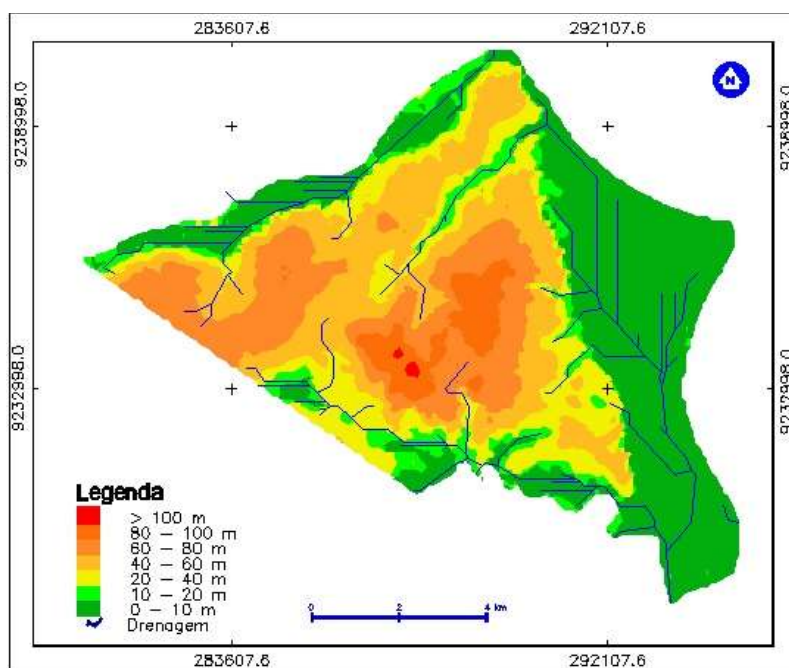 283607.6 292107.6
N
9238998.0 9238998.0
9232998.0 9232998.0
Legenda
> 100 m
80 – 100 m
60 – 80 m
40 – 60 m
20 – 40 m
10 – 20 m
0 – 10 m
Drenagem
0 2 4 km
283607.6 292107.6